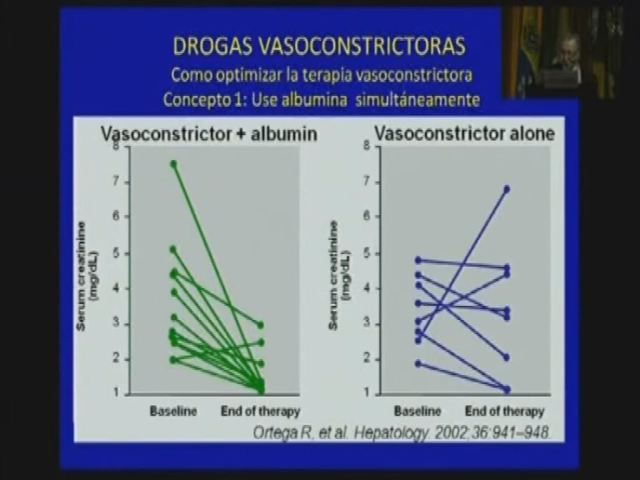 DROGAS VASOCONSTRICTORAS
Como optimizar la terapia vasoconstrictora
Concepto 1: Use albumina simultáneamente
Vasoconstrictor + albumin
Vasoconstrictor alone
8
7
6
5
4
3
2
1
Serum creatinine
(mg/dL)
Baseline
End of therapy
8
7
6
5
4
3
2
1
Serum creatinine
(mg/dL)
Baseline
End of therapy
Ortega R, et al. Hepatology. 2002;36:941–948.